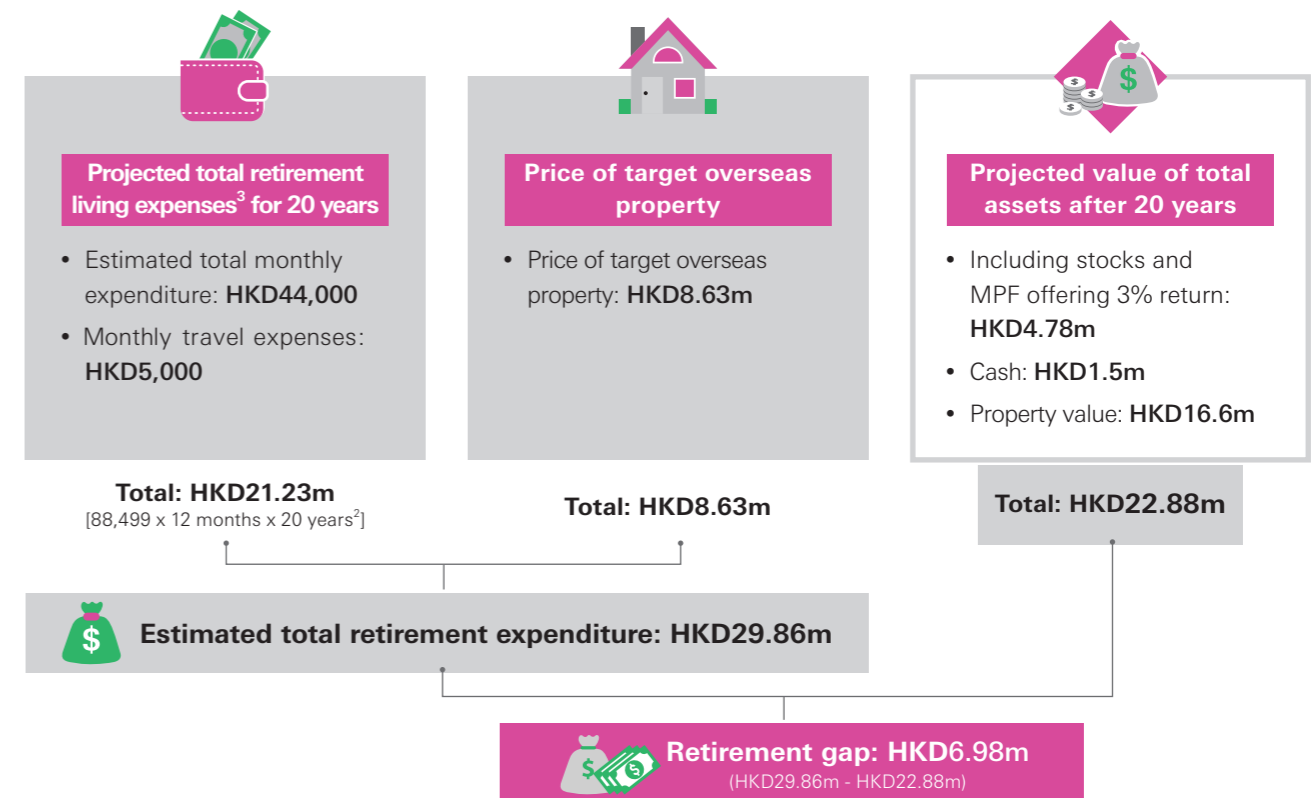 Projected total retirement
living expenses³ for 20 years
• Estimated total monthly
expenditure: HKD44,000
• Monthly travel expenses:
HKD5,000
Total: HKD21.23m
[88,499 x 12 months x 20 years²]
Price of target overseas
property
• Price of target overseas
property: HKD8.63m
Total: HKD8.63m
$
$
$
$
Projected value of total
assets after 20 years
• Including stocks and
MPF offering 3% return:
HKD4.78m
• Cash: HKD1.5m
• Property value: HKD16.6m
Total: HKD22.88m
$
Estimated total retirement expenditure: HKD29.86m
$
$
Retirement gap: HKD6.98m
(HKD29.86m - HKD22.88m)